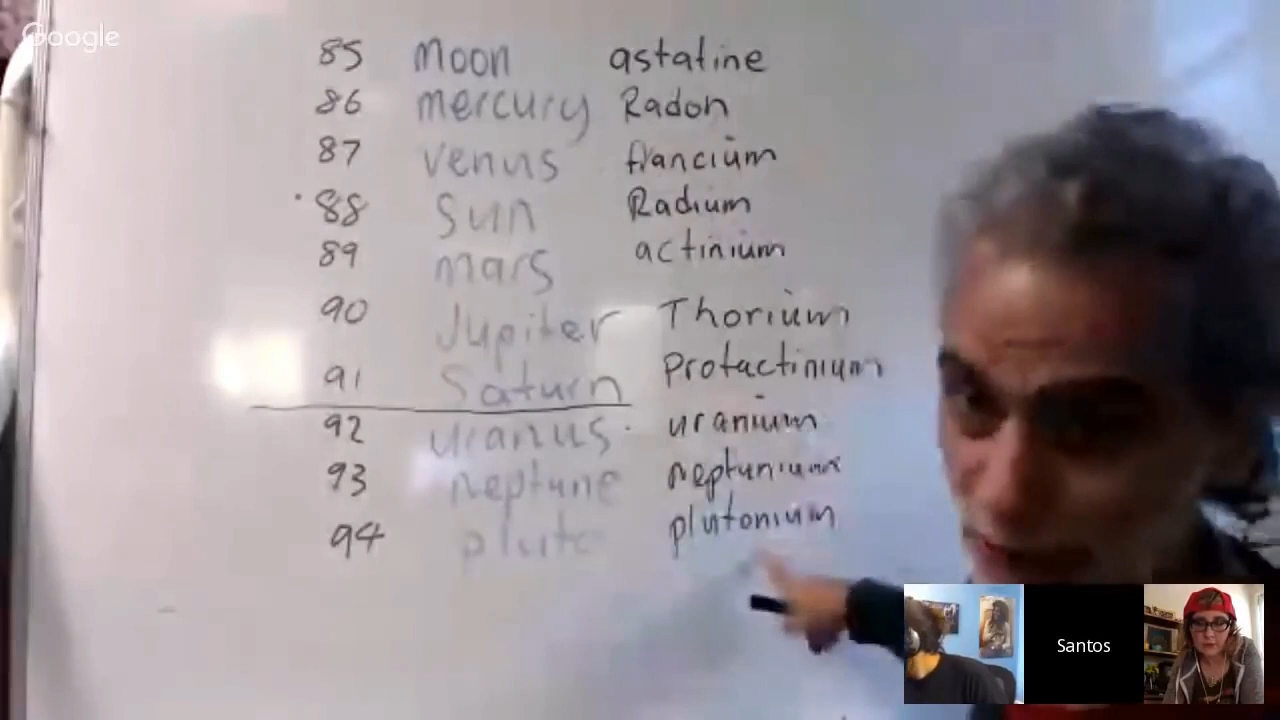 Google
85 Moon astatine
86 mercury Radon
87 venus francium
88 Sun Radium
89 mars actinium
90 Jupiter Thorium
91 Saturn Protactinium
92 uranus uranium
93 neptune neptunium
94 pluto plutonium
Santos